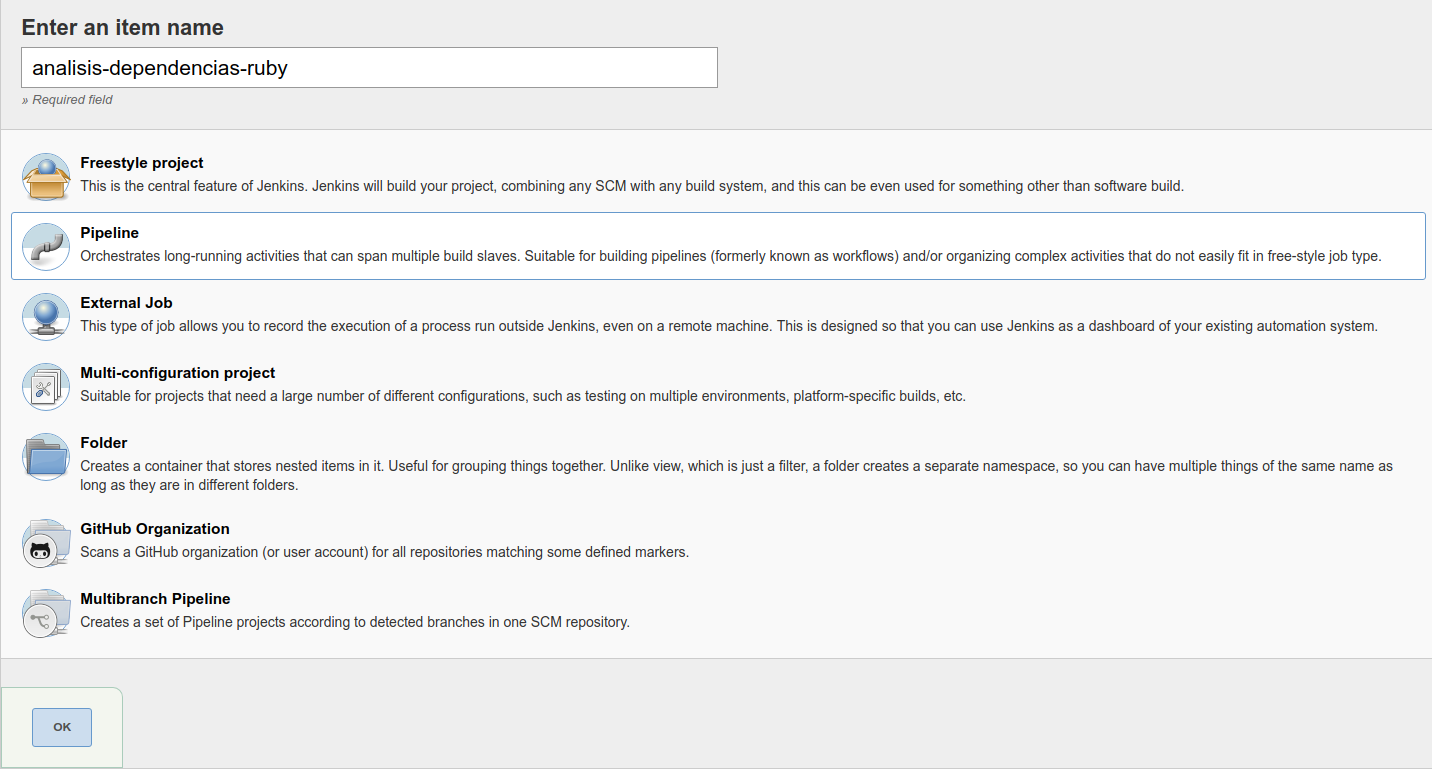 Enter an item name
analisis-dependencias-ruby
» Required field
Freestyle project
This is the central feature of Jenkins. Jenkins will build your project, combining any SCM with any build system, and this can be even used for something other than software build.
Pipeline
Orchestrates long-running activities that can span multiple build slaves. Suitable for building pipelines (formerly known as workflows) and/or organizing complex activities that do not easily fit in free-style job type.
External Job
This type of job allows you to record the execution of a process run outside Jenkins, even on a remote machine. This is designed so that you can use Jenkins as a dashboard of your existing automation system.
Multi-configuration project
Suitable for projects that need a large number of different configurations, such as testing on multiple environments, platform-specific builds, etc.
Folder
Creates a container that stores nested items in it. Useful for grouping things together. Unlike view, which is just a filter, a folder creates a separate namespace, so you can have multiple things of the same name as
long as they are in different folders.
GitHub Organization
Scans a GitHub organization (or user account) for all repositories matching some defined markers.
Multibranch Pipeline
Creates a set of Pipeline projects according to detected branches in one SCM repository.
OK